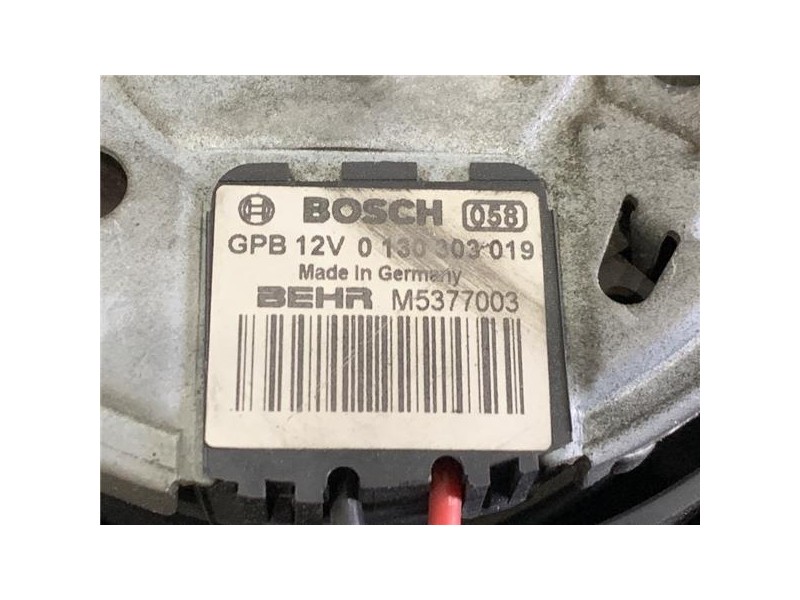 BOSCH 058
GPB 12V 0 130 303 019
Made in Germany
BEHR M5377003